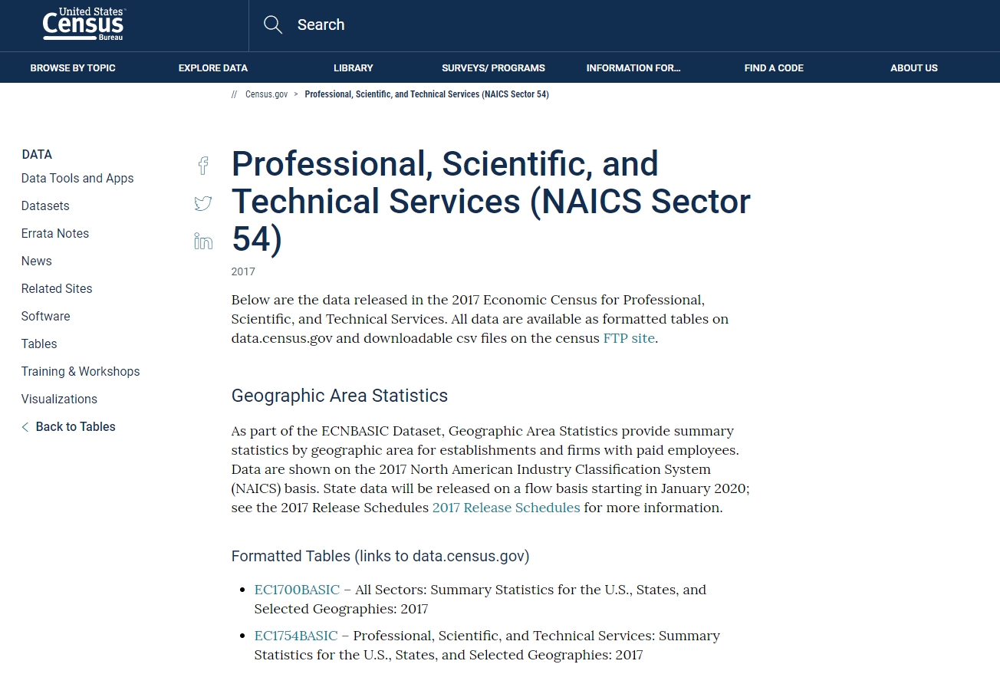 United States™
Census
Bureau
Search
BROWSE BY TOPIC
EXPLORE DATA
LIBRARY
SURVEYS/ PROGRAMS
INFORMATION FOR...
FIND A CODE
ABOUT US
// Census.gov > Professional, Scientific, and Technical Services (NAICS Sector 54)
DATA
Data Tools and Apps
Datasets
Errata Notes
News
Related Sites
Software
Tables
Training & Workshops
Visualizations
Back to Tables
Professional, Scientific, and
Technical Services (NAICS Sector
54)
2017
Below are the data released in the 2017 Economic Census for Professional,
Scientific, and Technical Services. All data are available as formatted tables on
data.census.gov and downloadable csv files on the census FTP site.
Geographic Area Statistics
As part of the ECNBASIC Dataset, Geographic Area Statistics provide summary
statistics by geographic area for establishments and firms with paid employees.
Data are shown on the 2017 North American Industry Classification System
(NAICS) basis. State data will be released on a flow basis starting in January 2020;
see the 2017 Release Schedules 2017 Release Schedules for more information.
Formatted Tables (links to data.census.gov)
• EC1700BASIC – All Sectors: Summary Statistics for the U.S., States, and
Selected Geographies: 2017
• EC1754BASIC – Professional, Scientific, and Technical Services: Summary
Statistics for the U.S., States, and Selected Geographies: 2017